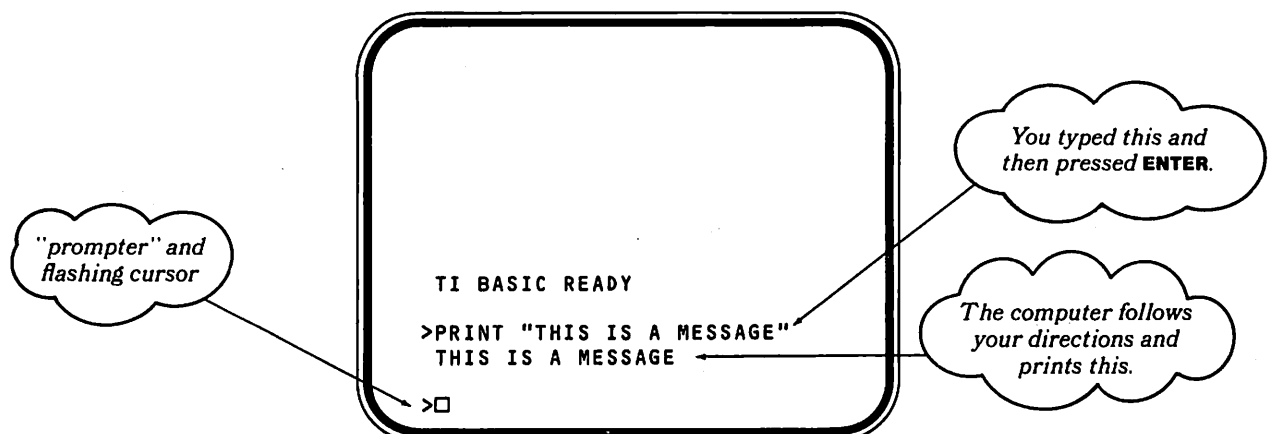 You typed this and
then pressed ENTER.
"prompter" and
flashing cursor
TI BASIC READY
>PRINT "THIS IS A MESSAGE"
THIS IS A MESSAGE
The computer follows
your directions and
prints this.
>□